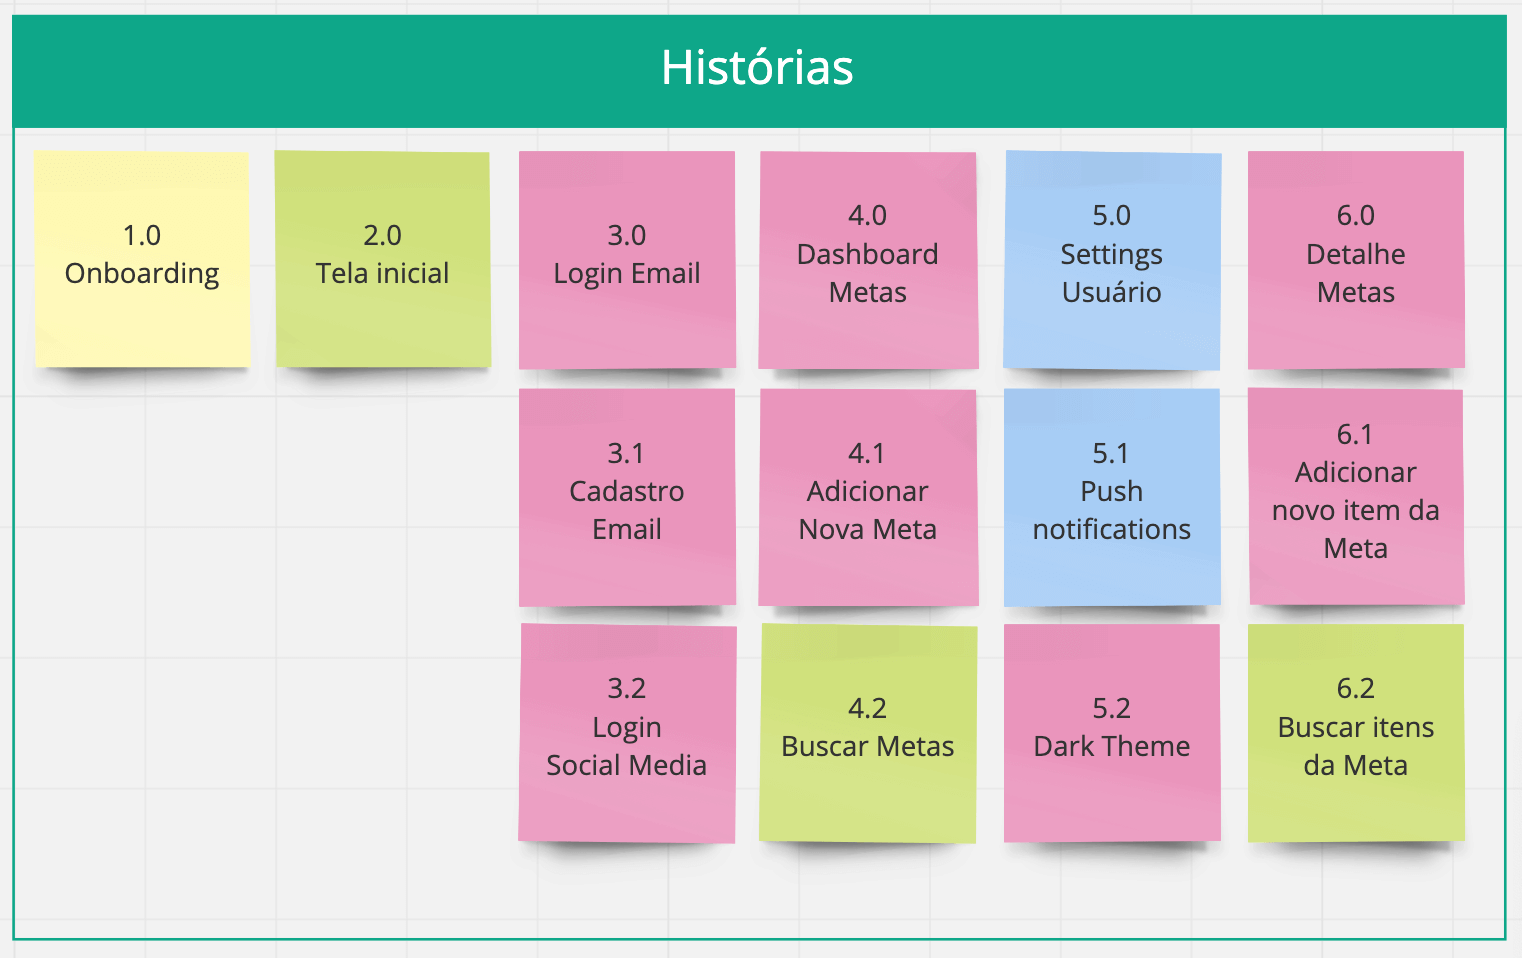 Histórias
1.0
Onboarding
2.0
Tela inicial
3.0
Login Email
4.0
Dashboard
Metas
5.0
Settings
Usuário
6.0
Detalhe
Metas
3.1
Cadastro
Email
4.1
Adicionar
Nova Meta
5.1
Push
notifications
6.1
Adicionar
novo item da
Meta
3.2
Login
Social Media
4.2
Buscar Metas
5.2
Dark Theme
6.2
Buscar itens
da Meta